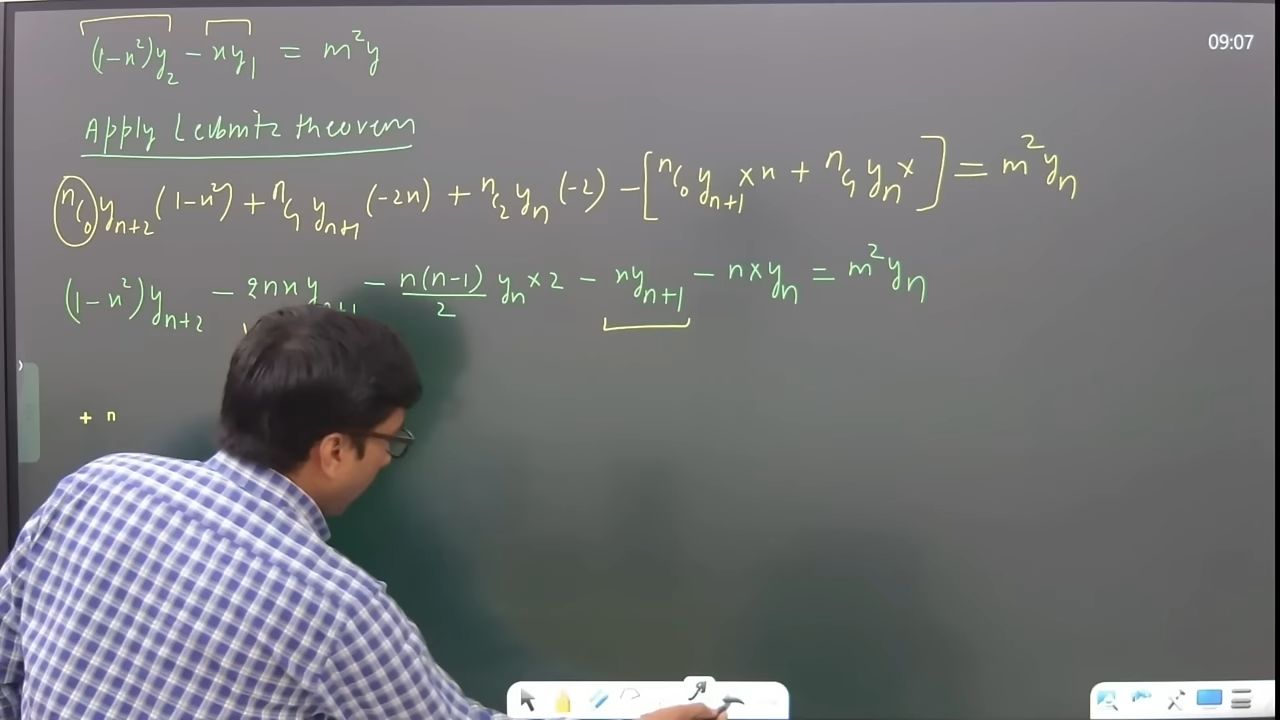 09:07
(1-x²)y₂ - xy₁ = m²y
Apply Leibnitz theorem
ⁿC₀ yₙ₊₂ (1-x²) + ⁿC₁ yₙ₊₁ (-2x) + ⁿC₂ yₙ (-2) - [ⁿC₀ yₙ₊₁ × x + ⁿC₁ yₙ ×] = m²yₙ
(1-x²)yₙ₊₂ - 2nxy - n(n-1)/2 yₙ × 2 - xyₙ₊₁ - n×yₙ = m²yₙ
+ n